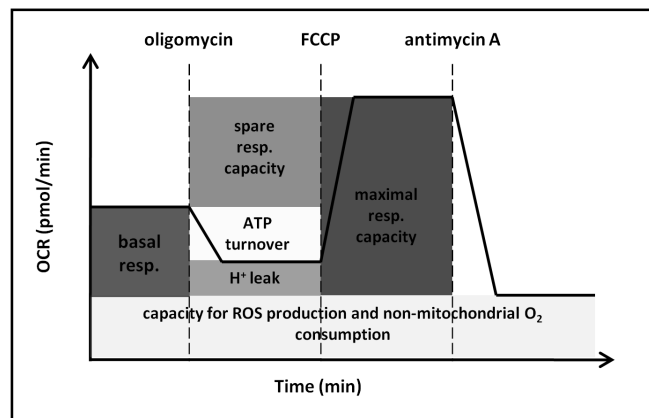 oligomycin FCCP antimycin A
OCR (pmol/min)
spare
resp.
capacity
basal
resp.
ATP
turnover
H⁺ leak
maximal
resp.
capacity
capacity for ROS production and non-mitochondrial O₂
consumption
Time (min)